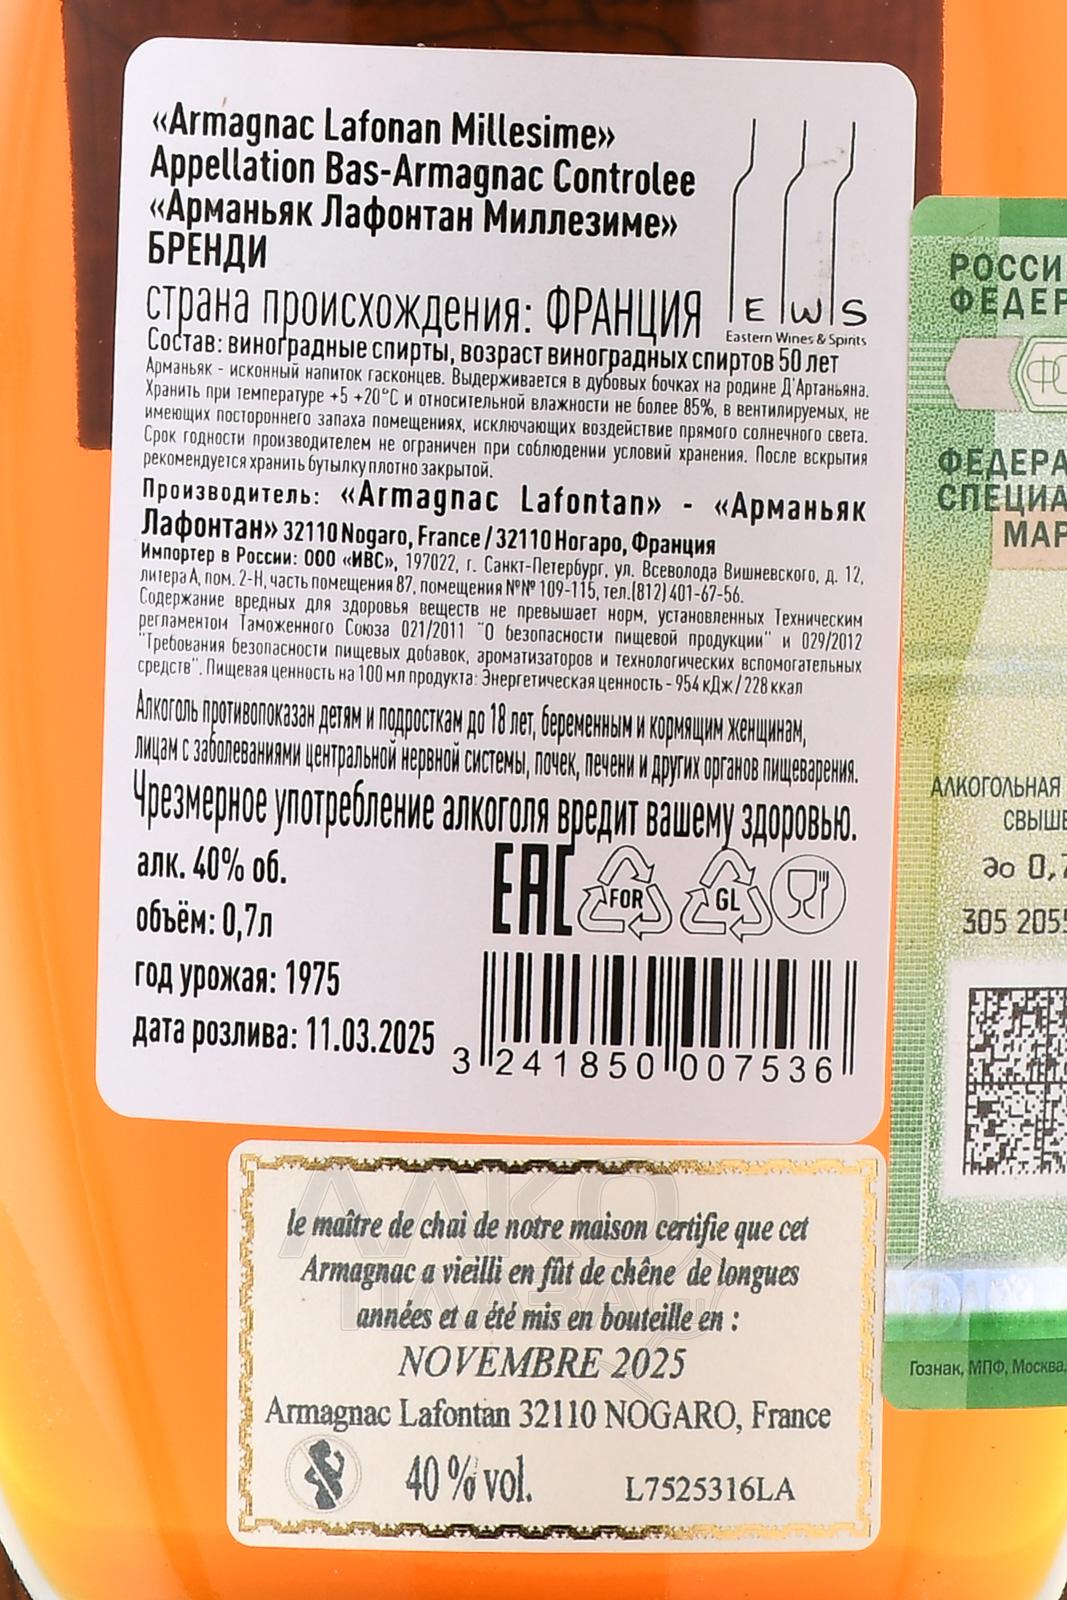 «Armagnac Lafonan Millesime»
Appellation Bas-Armagnac Controlee
«Арманьяк Лафонтан Миллезиме»
БРЕНДИ
страна происхождения: ФРАНЦИЯ
E W S
Eastern Wines & Spirits
Состав: виноградные спирты, возраст виноградных спиртов 50 лет
Арманьяк - исконный напиток гасконцев. Выдерживается в дубовых бочках на родине Д'Артаньяна.
Хранить при температуре +5 +20°С и относительной влажности не более 85%, в вентилируемых, не
имеющих постороннего запаха помещениях, исключающих воздействие прямого солнечного света.
Срок годности производителем не ограничен при соблюдении условий хранения. После вскрытия
рекомендуется хранить бутылку плотно закрытой.
Производитель: «Armagnac Lafontan» - «Арманьяк
Лафонтан» 32110 Nogaro, France / 32110 Ногаро, Франция
Импортер в России: ООО «ИВС», 197022, г. Санкт-Петербург, ул. Всеволода Вишневского, д. 12,
литера А, пом. 2-Н, часть помещения 87, помещения №№ 109-115, тел.(812) 401-67-56.
Содержание вредных для здоровья веществ не превышает норм, установленных Техническим
регламентом Таможенного Союза 021/2011 "О безопасности пищевой продукции" и 029/2012
"Требования безопасности пищевых добавок, ароматизаторов и технологических вспомогательных
средств". Пищевая ценность на 100 мл продукта: Энергетическая ценность - 954 кДж / 228 ккал
Алкоголь противопоказан детям и подросткам до 18 лет, беременным и кормящим женщинам,
лицам с заболеваниями центральной нервной системы, почек, печени и других органов пищеварения.
Чрезмерное употребление алкоголя вредит вашему здоровью.
алк. 40% об.
EAC FOR GL
объём: 0,7л
год урожая: 1975
дата розлива: 11.03.2025
3 241850 007536
le maître de chai de notre maison certifie que cet
Armagnac a vieilli en fût de chêne de longues
années et a été mis en bouteille en :
NOVEMBRE 2025
Armagnac Lafontan 32110 NOGARO, France
40 % vol.
L7525316LA
РОССИ
ФЕДЕР
ФЕДЕРА
СПЕЦИА
МАР
АЛКОГОЛЬНАЯ
СВЫШЕ
до 0,7
305 205
Гознак, МПФ, Москва,